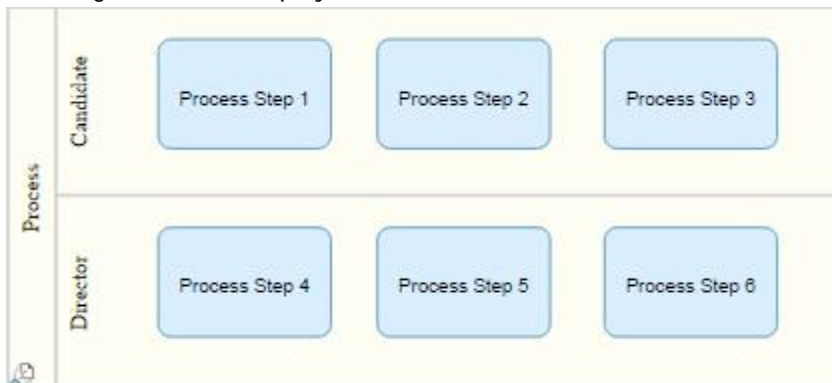 Process
Candidate
Process Step 1
Process Step 2
Process Step 3
Director
Process Step 4
Process Step 5
Process Step 6